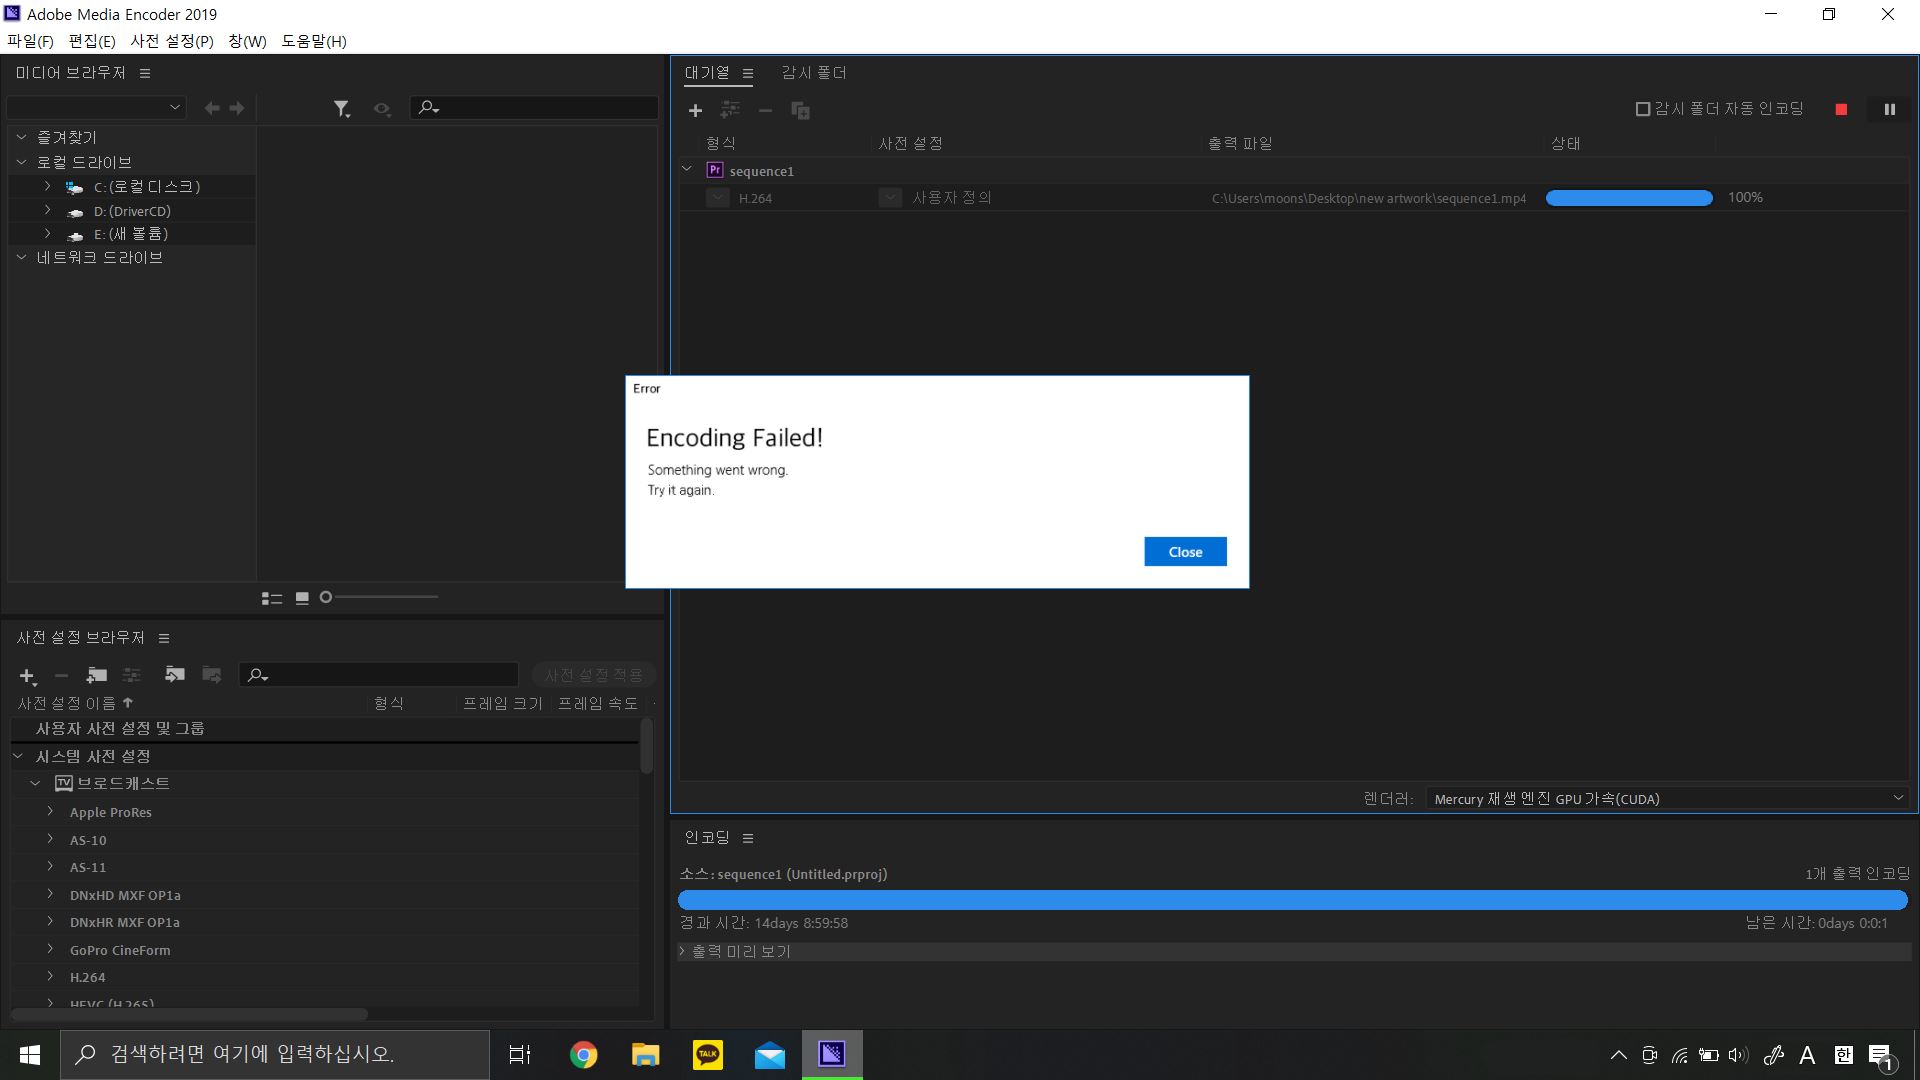 Adobe Media Encoder 2019
파일(F) 편집(E) 사전 설정(P) 창(W) 도움말(H)
미디어 브라우저
즐겨찾기
로컬 드라이브
C: (로컬 디스크)
D: (DriverCD)
E: (새 볼륨)
네트워크 드라이브
대기열 감시 폴더
감시 폴더 자동 인코딩
형식 사전 설정 출력 파일 상태
Pr sequence1
H.264 사용자 정의 C:\Users\moons\Desktop\new artwork\sequence1.mp4 100%
Error
Encoding Failed!
Something went wrong.
Try it again.
Close
렌더러: Mercury 재생 엔진 GPU 가속(CUDA)
사전 설정 브라우저
사전 설정 적용
사전 설정 이름 형식 프레임 크기 프레임 속도
사용자 사전 설정 및 그룹
시스템 사전 설정
TV 브로드캐스트
Apple ProRes
AS-10
AS-11
DNxHD MXF OP1a
DNxHR MXF OP1a
GoPro CineForm
H.264
HEVC (H.265)
인코딩
소스: sequence1 (Untitled.prproj) 1개 출력 인코딩
경과 시간: 14days 8:59:58 남은 시간: 0days 0:0:1
출력 미리 보기
검색하려면 여기에 입력하십시오.
TALK
A 한 1